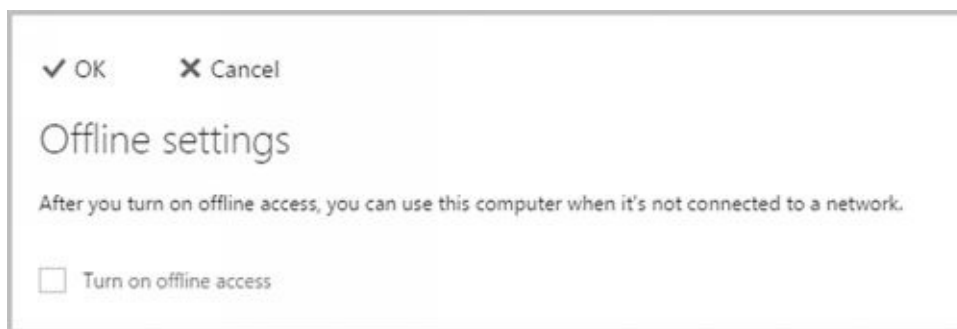 OK Cancel
Offline settings
After you turn on offline access, you can use this computer when it's not connected to a network.
Turn on offline access